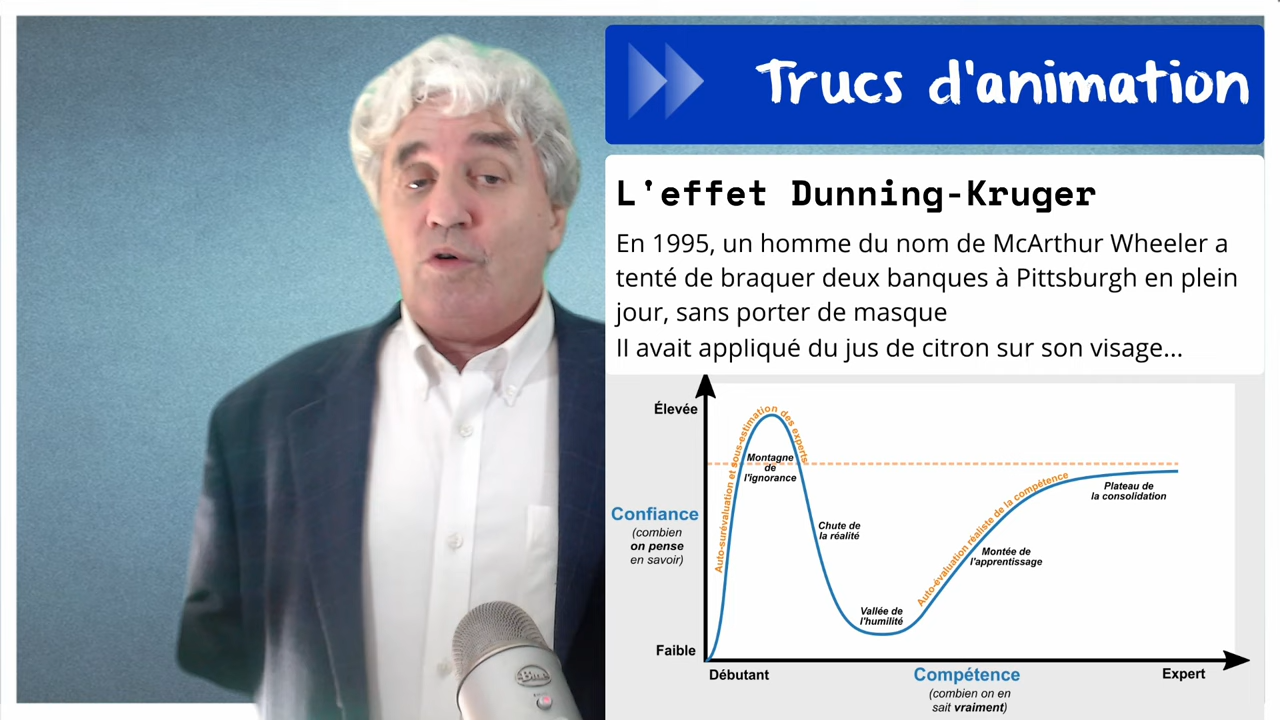 Trucs d'animation
L'effet Dunning-Kruger
En 1995, un homme du nom de McArthur Wheeler a
tenté de braquer deux banques à Pittsburgh en plein
jour, sans porter de masque
Il avait appliqué du jus de citron sur son visage...
Élevée
Auto-surévaluation et sous-estimation des experts
Montagne
de
l'ignorance
Plateau de
la consolidation
Confiance
(combien
on pense
en savoir)
Chute de
la réalité
Auto-évaluation réaliste de la compétence
Montée de
l'apprentissage
Vallée de
l'humilité
Faible
Débutant
Compétence
(combien on en
sait vraiment)
Expert
Blue